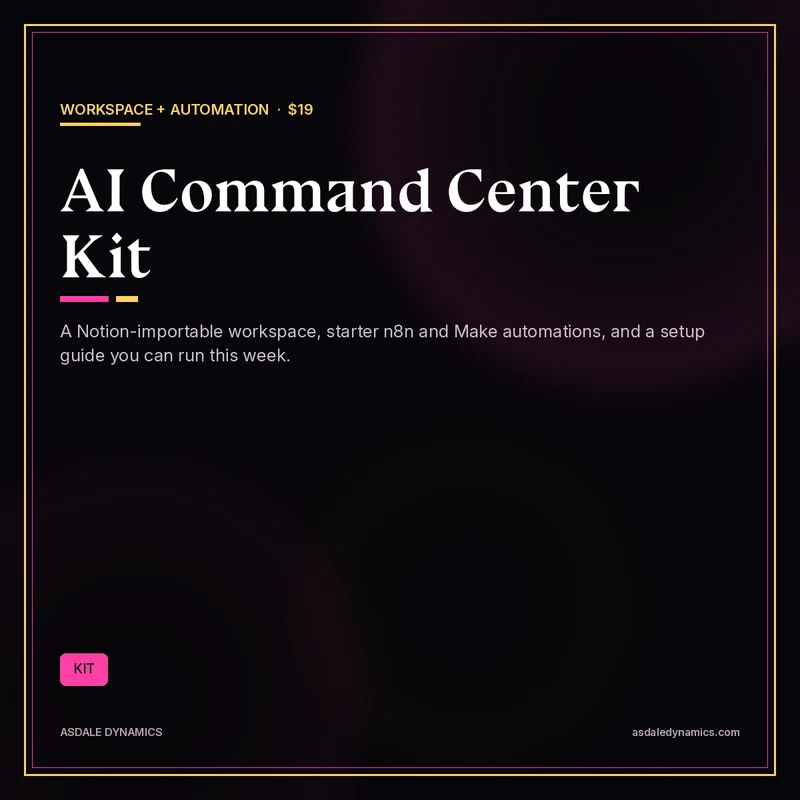 WORKSPACE + AUTOMATION · $19
AI Command Center
Kit
A Notion-importable workspace, starter n8n and Make automations, and a setup
guide you can run this week.
KIT
ASDALE DYNAMICS
asdaledynamics.com